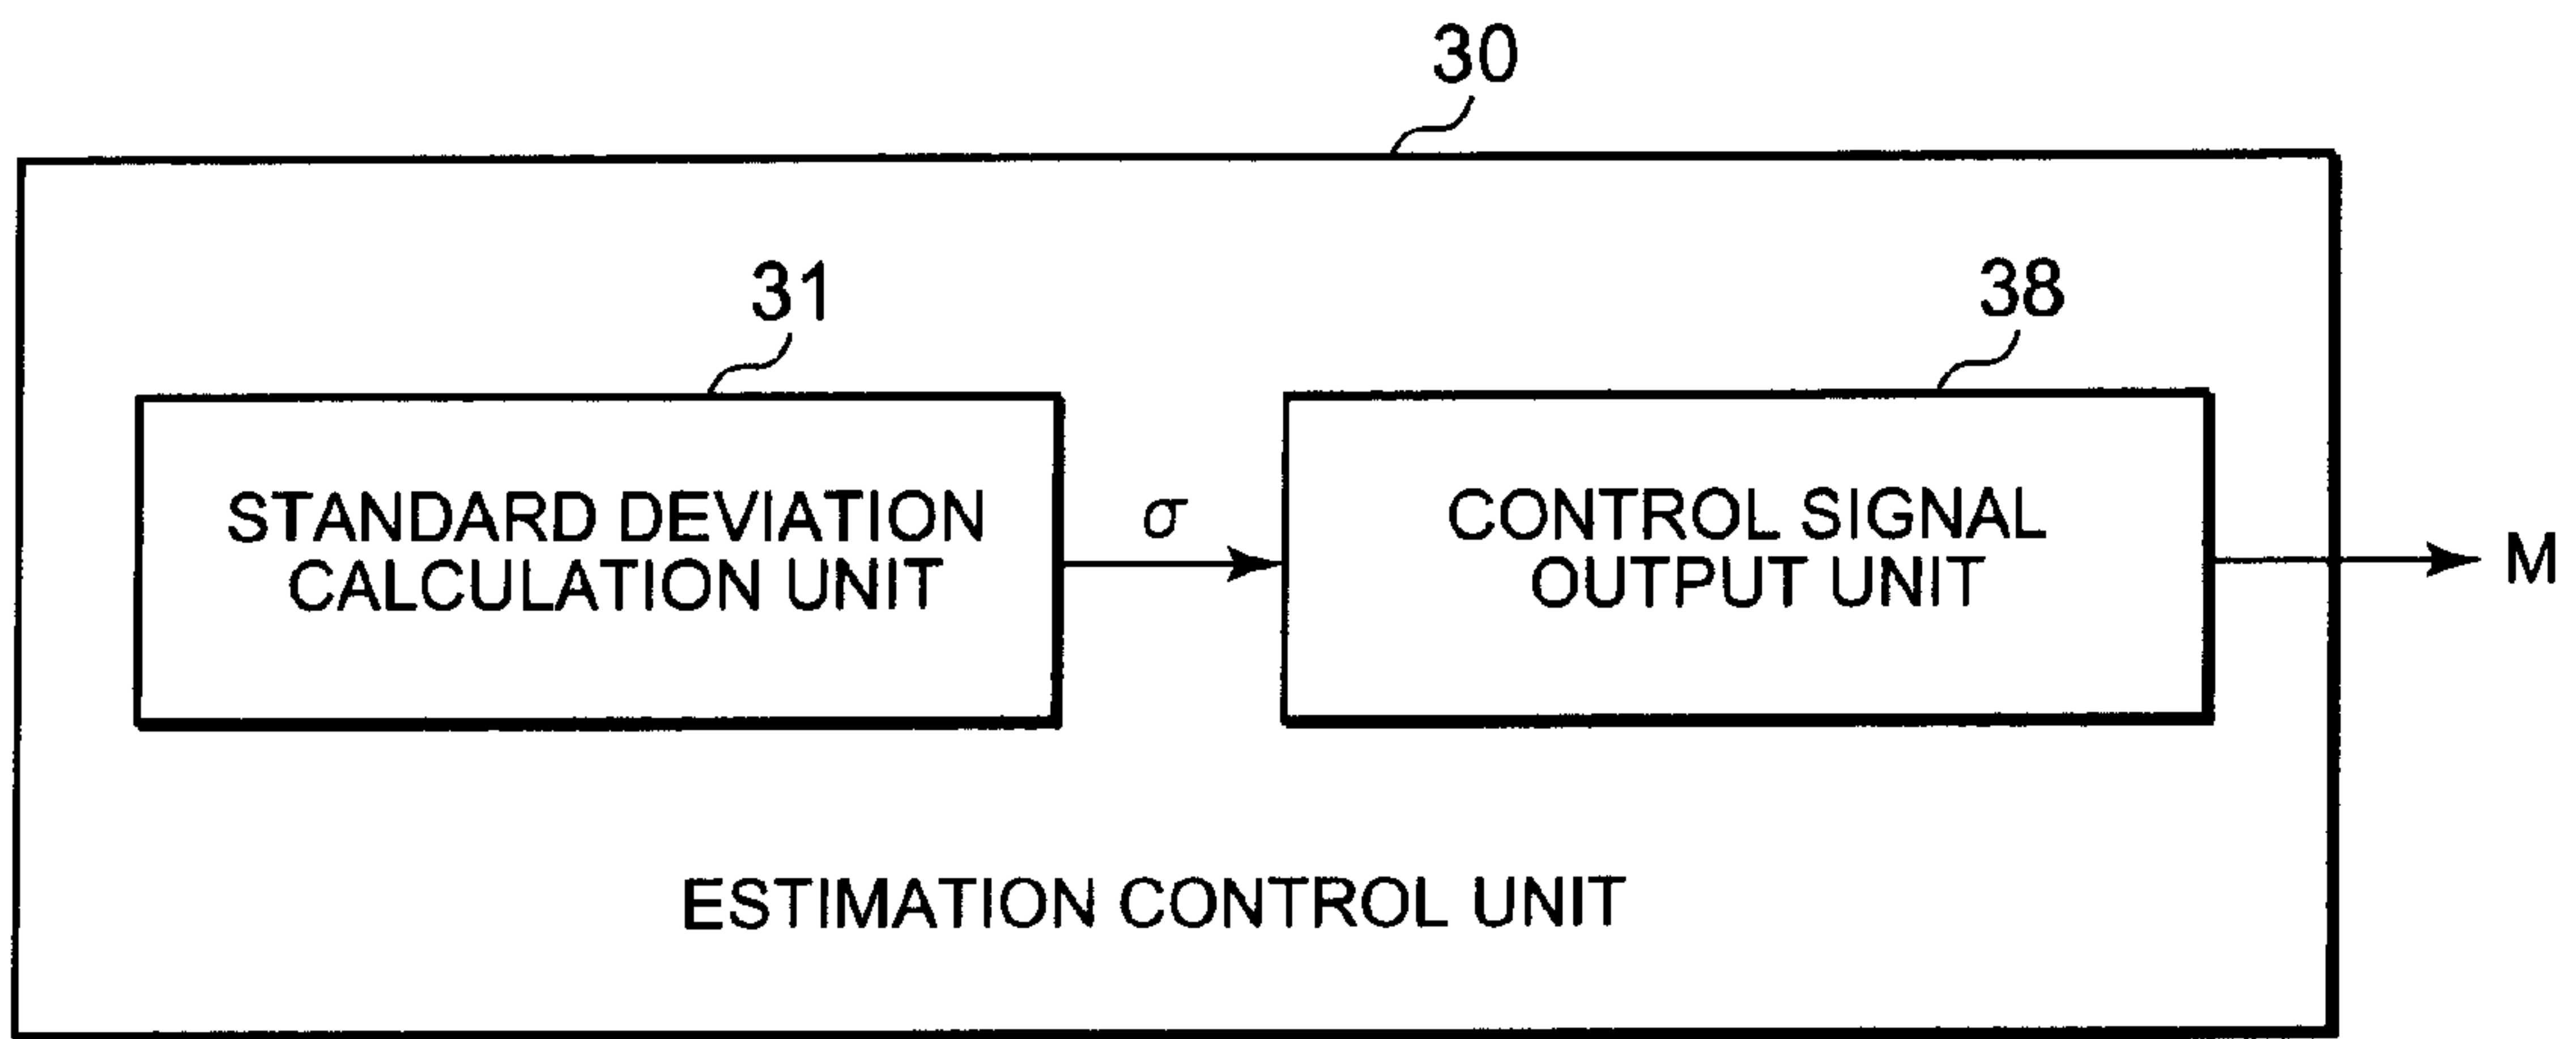 30
31
38
STANDARD DEVIATION
CALCULATION UNIT
σ
CONTROL SIGNAL
OUTPUT UNIT
M
ESTIMATION CONTROL UNIT